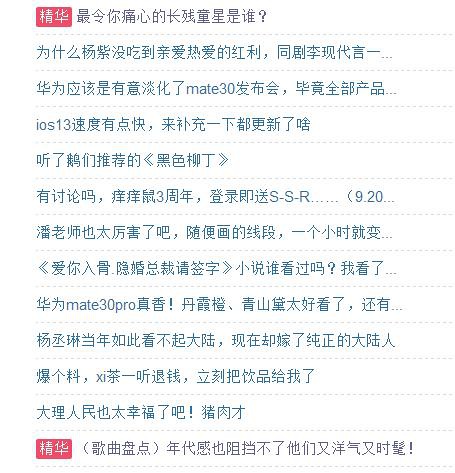 精华 最令你痛心的长残童星是谁？
为什么杨紫没吃到亲爱热爱的红利，同剧李现代言一...
华为应该是有意淡化了mate30发布会，毕竟全部产品...
ios13速度有点快，来补充一下都更新了啥
听了鹅们推荐的《黑色柳丁》
有讨论吗，痒痒鼠3周年，登录即送S-S-R……（9.20...
潘老师也太厉害了吧，随便画的线段，一个小时就变...
《爱你入骨.隐婚总裁请签字》小说谁看过吗？我看了...
华为mate30pro真香！丹霞橙、青山黛太好看了，还有...
杨丞琳当年如此看不起大陆，现在却嫁了纯正的大陆人
爆个料，xi茶一听退钱，立刻把饮品给我了
大理人民也太幸福了吧！猪肉才
精华 （歌曲盘点）年代感也阻挡不了他们又洋气又时髦！